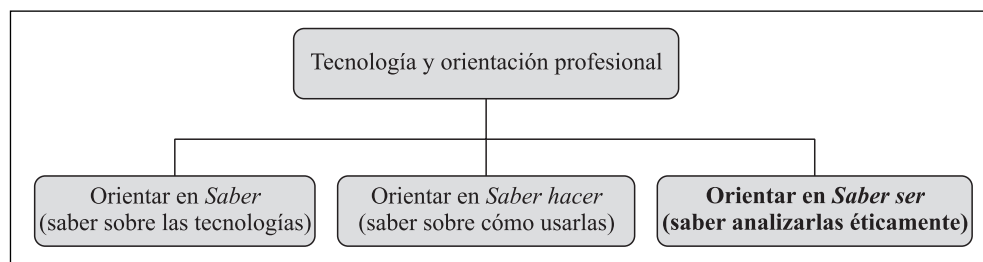 Tecnología y orientación profesional
Orientar en Saber
(saber sobre las tecnologías)
Orientar en Saber hacer
(saber sobre cómo usarlas)
Orientar en Saber ser
(saber analizarlas éticamente)